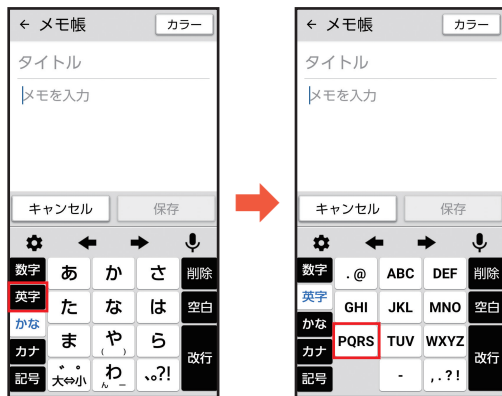 ← メモ帳 カラー
タイトル
メモを入力
キャンセル 保存
数字 あ か さ 削除
英字 た な は 空白
かな
カナ ま や ( ) ら 改行
記号 大⇔小 わ ん ー 、。?!
← メモ帳 カラー
タイトル
メモを入力
キャンセル 保存
数字 .@ ABC DEF 削除
英字 GHI JKL MNO 空白
かな
カナ PQRS TUV WXYZ 改行
記号 - ,.?!